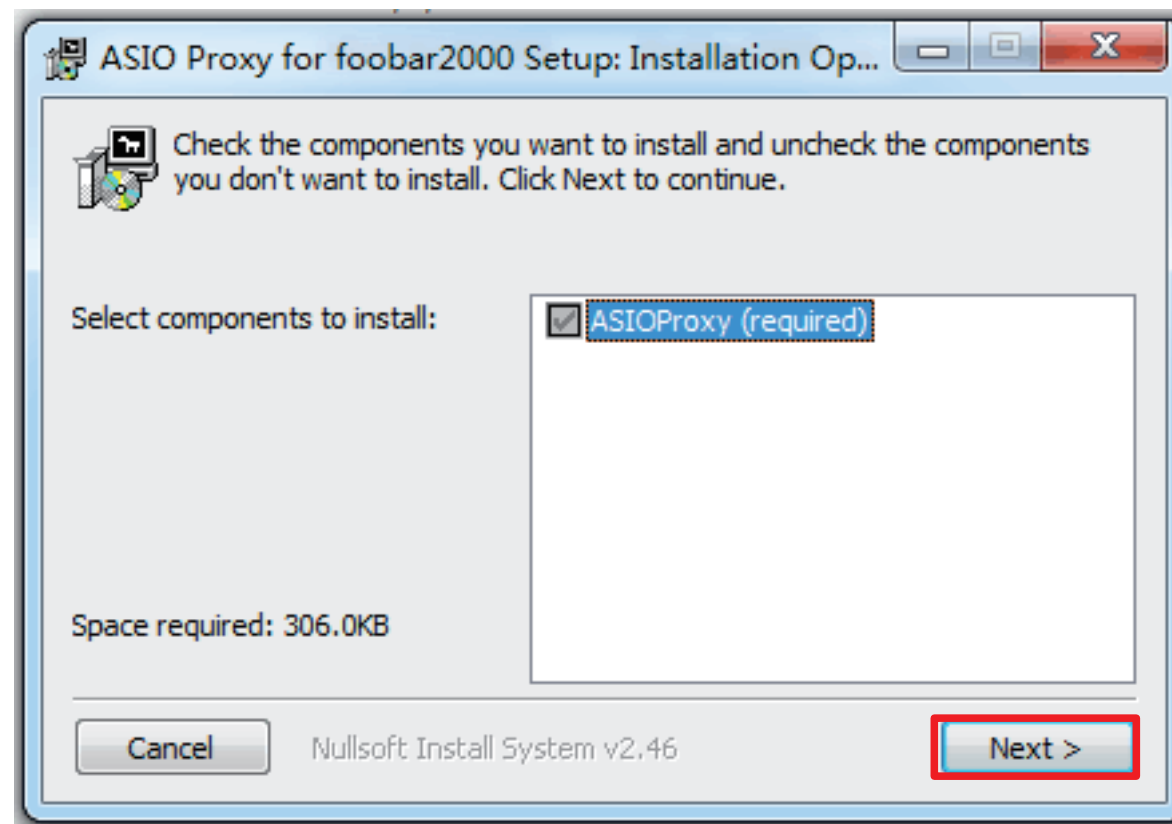 ASIO Proxy for foobar2000 Setup: Installation Op...
Check the components you want to install and uncheck the components
you don't want to install. Click Next to continue.
Select components to install:
ASIOProxy (required)
Space required: 306.0KB
Cancel
Nullsoft Install System v2.46
Next >